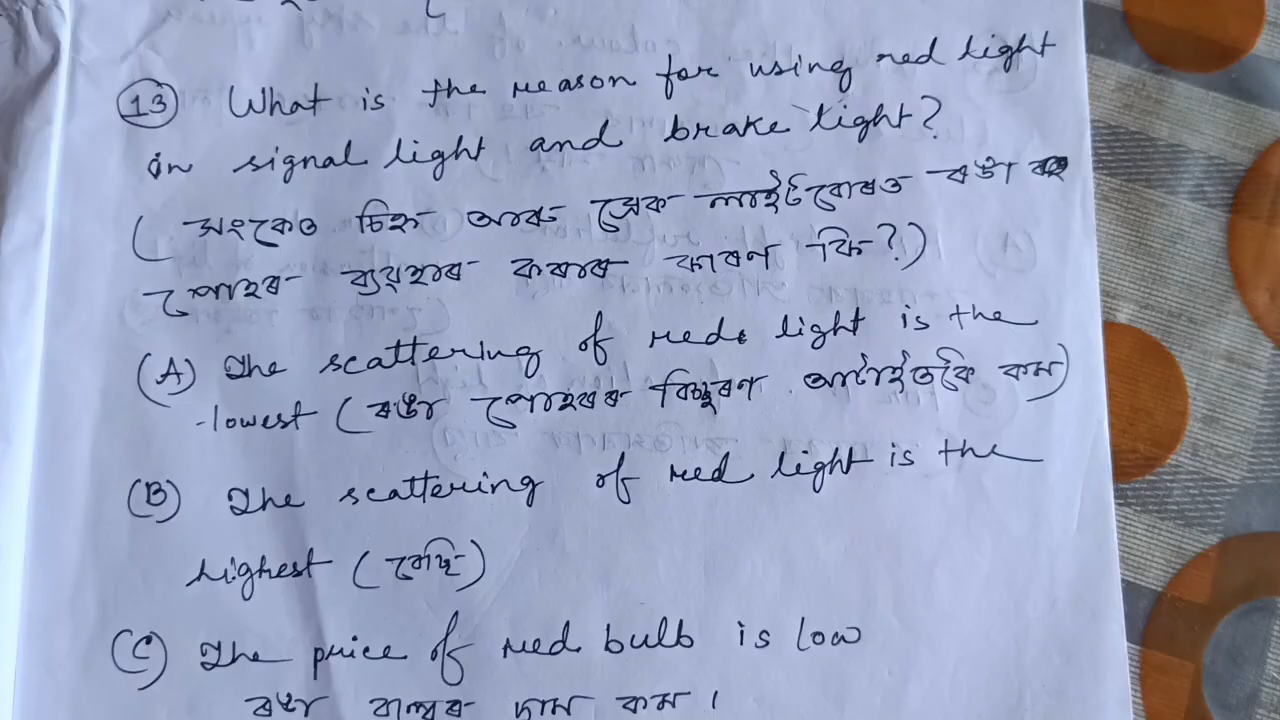 (13) What is the reason for using red light
in signal light and brake light?
( সংকেত চিহ্ন আৰু ব্ৰেক লাইটবোৰত ৰঙা
পোহৰ ব্যৱহাৰ কৰাৰ কাৰণ কি?)
(A) The scattering of red light is the
lowest (ৰঙা পোহৰৰ বিচ্ছুৰণ আটাইতকৈ কম)
(B) The scattering of red light is the
highest (বেছি)
(C) The price of red bulb is low
ৰঙা বাল্বৰ দাম কম।